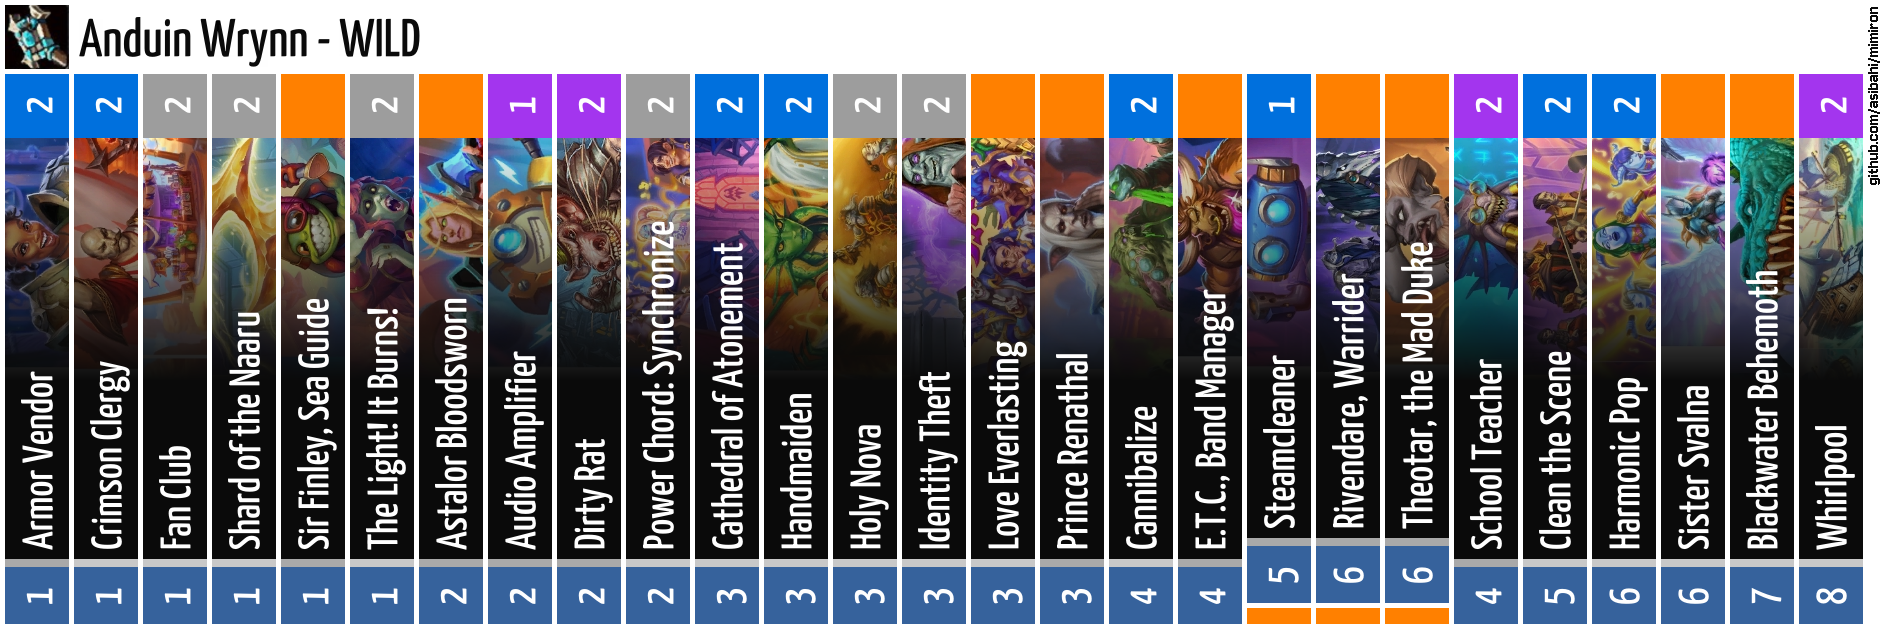 Anduin Wrynn - WILD
2 Armor Vendor 1
2 Crimson Clergy 1
2 Fan Club 1
2 Shard of the Naaru 1
Sir Finley, Sea Guide 1
2 The Light! It Burns! 1
Astalor Bloodsworn 2
1 Audio Amplifier 2
2 Dirty Rat 2
2 Power Chord: Synchronize 2
2 Cathedral of Atonement 3
2 Handmaiden 3
2 Holy Nova 3
2 Identity Theft 3
Love Everlasting 3
Prince Renathal 3
2 Cannibalize 4
E.T.C., Band Manager 4
1 Steamcleaner 5
Rivendare, Warrider 6
Theotar, the Mad Duke 6
2 School Teacher 4
2 Clean the Scene 5
2 Harmonic Pop 6
Sister Svalna 6
Blackwater Behemoth 7
2 Whirlpool 8
github.com/asibahi/mimiron